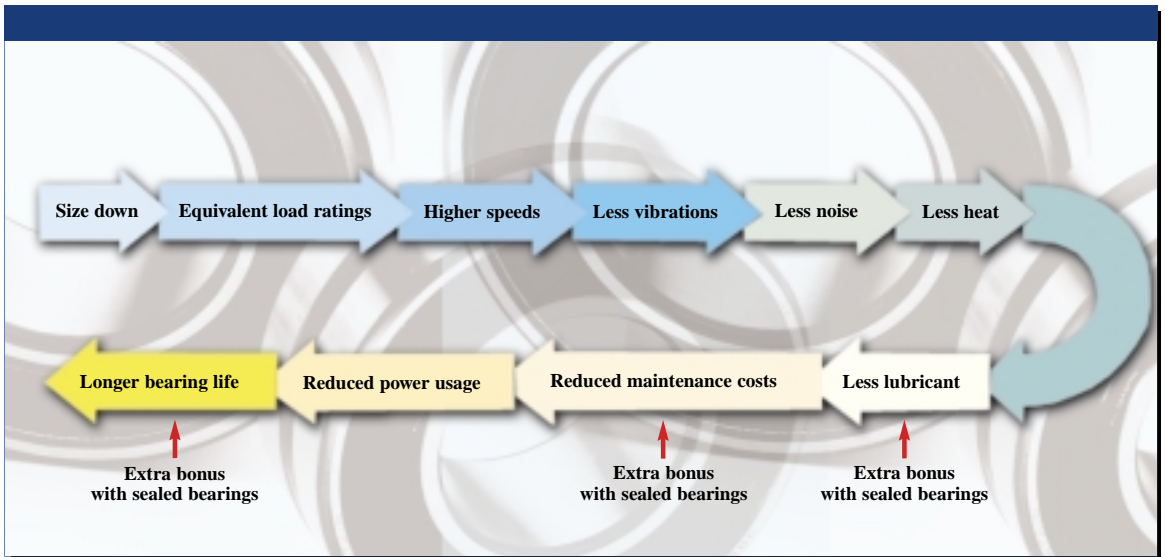 Size down
Equivalent load ratings
Higher speeds
Less vibrations
Less noise
Less heat
Less lubricant
Reduced maintenance costs
Reduced power usage
Longer bearing life
Extra bonus
with sealed bearings
Extra bonus
with sealed bearings
Extra bonus
with sealed bearings